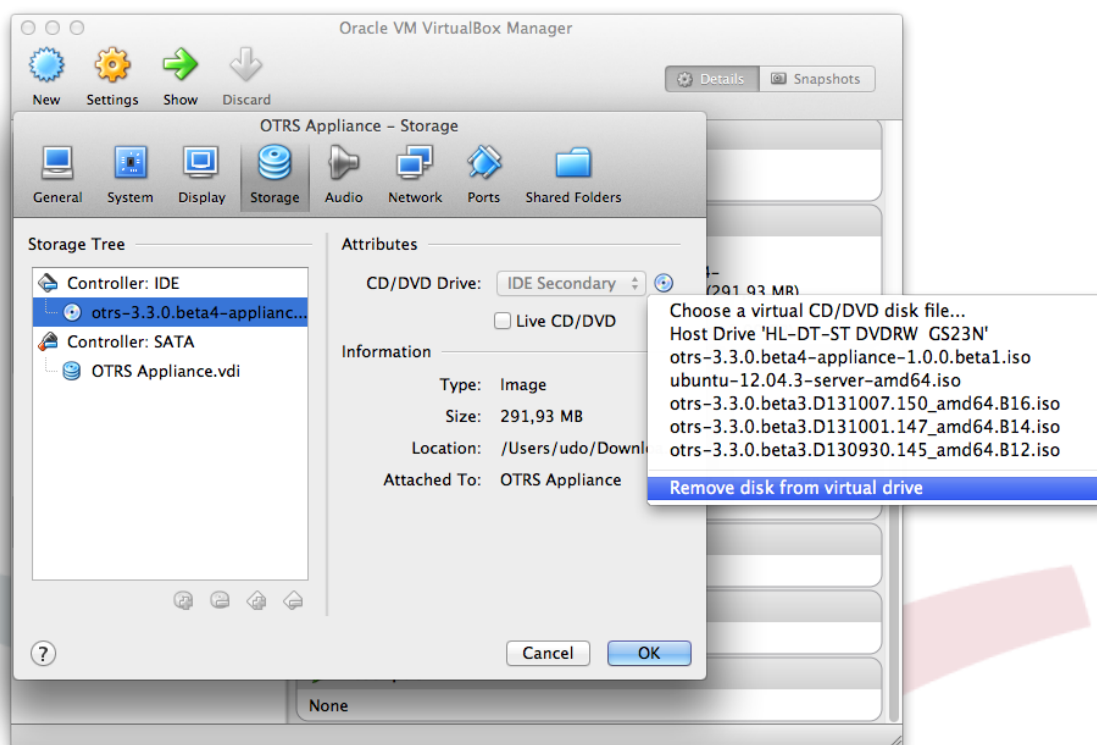 Oracle VM VirtualBox Manager
New Settings Show Discard
Details Snapshots
OTRS Appliance – Storage
General System Display Storage Audio Network Ports Shared Folders
Storage Tree
Controller: IDE
otrs-3.3.0.beta4-applianc...
Controller: SATA
OTRS Appliance.vdi
Attributes
CD/DVD Drive: IDE Secondary
Live CD/DVD
Information
Type: Image
Size: 291,93 MB
Location: /Users/udo/Downl
Attached To: OTRS Appliance
(291,93 MB)
Choose a virtual CD/DVD disk file...
Host Drive 'HL-DT-ST DVDRW GS23N'
otrs-3.3.0.beta4-appliance-1.0.0.beta1.iso
ubuntu-12.04.3-server-amd64.iso
otrs-3.3.0.beta3.D131007.150_amd64.B16.iso
otrs-3.3.0.beta3.D131001.147_amd64.B14.iso
otrs-3.3.0.beta3.D130930.145_amd64.B12.iso
Remove disk from virtual drive
?
Cancel OK
None